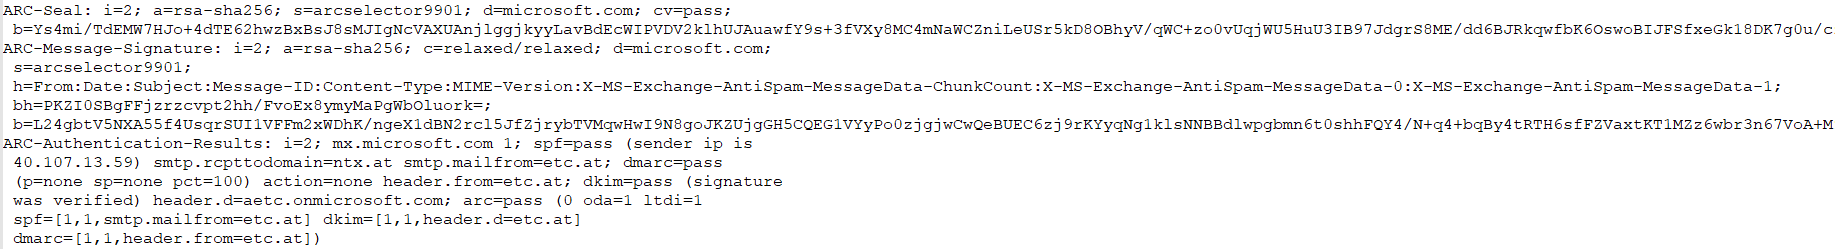 ARC-Seal: i=2; a=rsa-sha256; s=arcselector9901; d=microsoft.com; cv=pass;
b=Ys4mi/TdEMW7HJo+4dTE62hwzBxBsJ8sMJIgNcVAXUAnjlggjkyyLavBdEcWIPVDV2klhUJAuawfY9s+3fVXy8MC4mNaWCZniLeUSr5kD8OBhyV/qWC+zo0vUqjWU5HuU3IB97JdgrS8ME/dd6BJRkqwfbK6OswoBIJFSfxeGk18DK7g0u/c
ARC-Message-Signature: i=2; a=rsa-sha256; c=relaxed/relaxed; d=microsoft.com;
s=arcselector9901;
h=From:Date:Subject:Message-ID:Content-Type:MIME-Version:X-MS-Exchange-AntiSpam-MessageData-ChunkCount:X-MS-Exchange-AntiSpam-MessageData-0:X-MS-Exchange-AntiSpam-MessageData-1;
bh=PKZI0SBgFFjzrzcvpt2hh/FvoEx8ymyMaPgWbOluork=;
b=L24gbtV5NXA55f4UsqrSUI1VFFm2xWDhK/ngeX1dBN2rcl5JfZjrybTVMqwHwI9N8goJKZUjgGH5CQEG1VYyPo0zjgjwCwQeBUEC6zj9rKYyqNg1klsNNBBdlwpgbmn6t0shhFQY4/N+q4+bqBy4tRTH6sfFZVaxtKT1MZz6wbr3n67VoA+M
ARC-Authentication-Results: i=2; mx.microsoft.com 1; spf=pass (sender ip is
40.107.13.59) smtp.rcpttodomain=ntx.at smtp.mailfrom=etc.at; dmarc=pass
(p=none sp=none pct=100) action=none header.from=etc.at; dkim=pass (signature
was verified) header.d=aetc.onmicrosoft.com; arc=pass (0 oda=1 ltdi=1
spf=[1,1,smtp.mailfrom=etc.at] dkim=[1,1,header.d=etc.at]
dmarc=[1,1,header.from=etc.at])